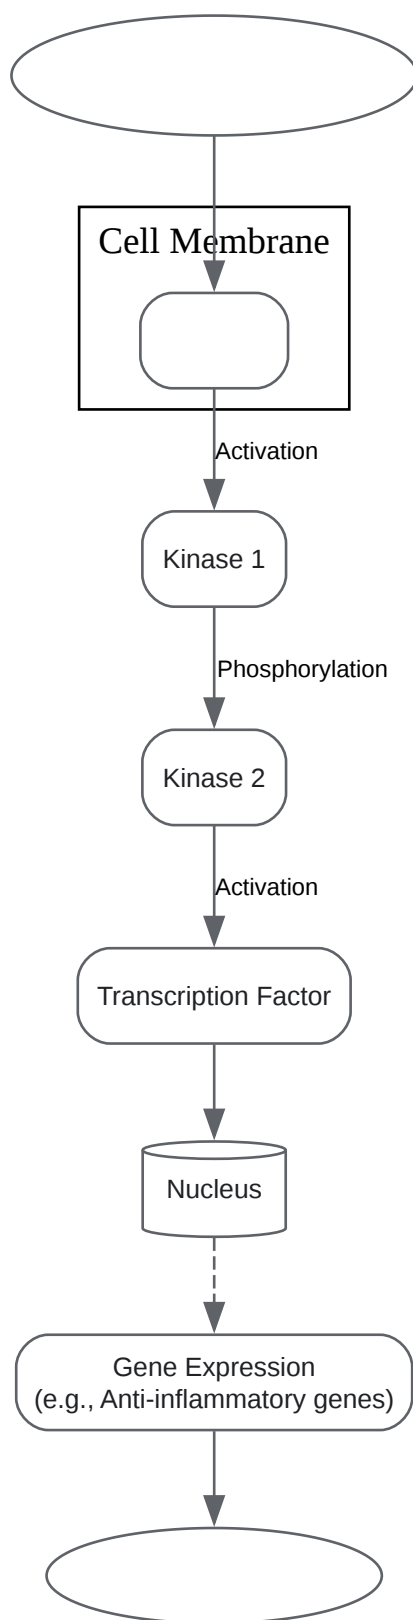 Cell Membrane
Activation
Kinase 1
Phosphorylation
Kinase 2
Activation
Transcription Factor
Nucleus
Gene Expression
(e.g., Anti-inflammatory genes)